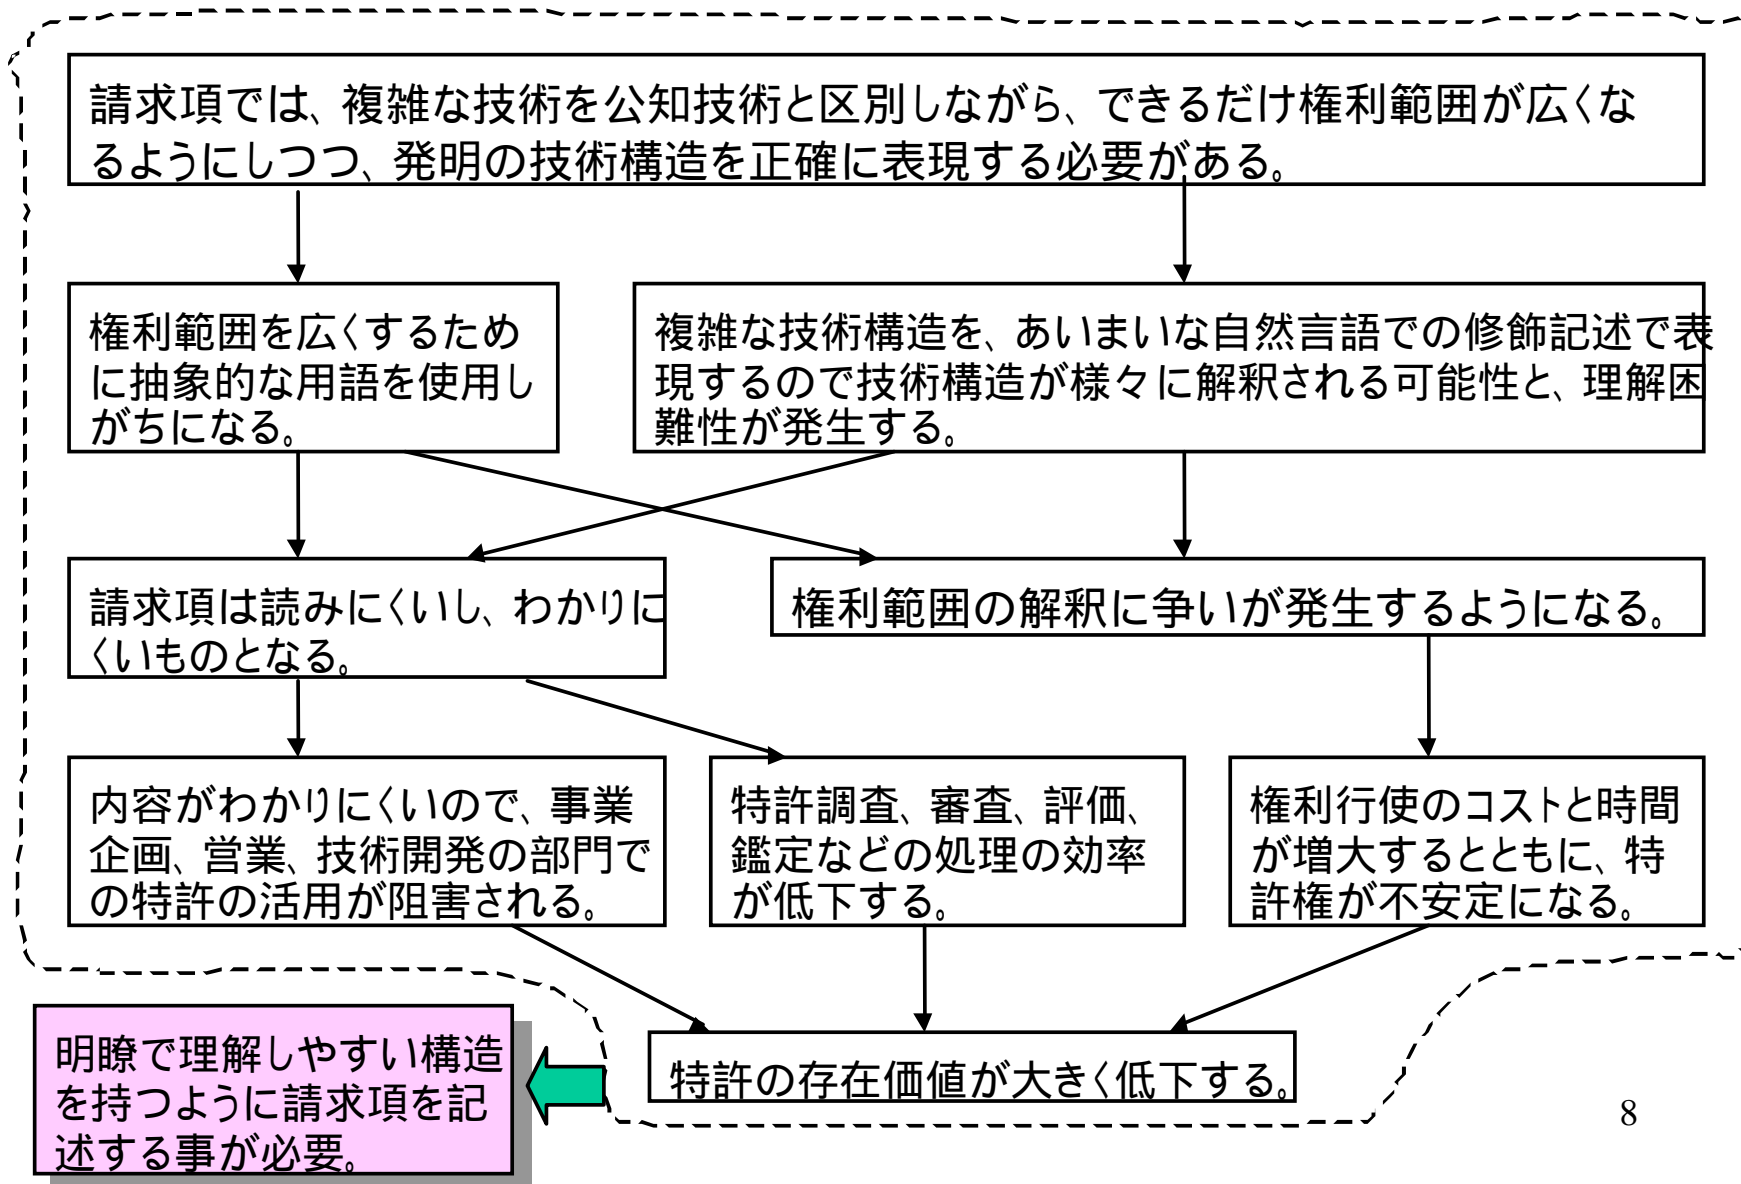 請求項では、複雑な技術を公知技術と区別しながら、できるだけ権利範囲が広くな
るようにしつつ、発明の技術構造を正確に表現する必要がある。
権利範囲を広くするため
に抽象的な用語を使用し
がちになる。
複雑な技術構造を、あいまいな自然言語での修飾記述で表
現するので技術構造が様々に解釈される可能性と、理解困
難性が発生する。
請求項は読みにくいし、わかりに
くいものとなる。
権利範囲の解釈に争いが発生するようになる。
内容がわかりにくいので、事業
企画、営業、技術開発の部門で
の特許の活用が阻害される。
特許調査、審査、評価、
鑑定などの処理の効率
が低下する。
権利行使のコストと時間
が増大するとともに、特
許権が不安定になる。
特許の存在価値が大きく低下する。
明瞭で理解しやすい構造
を持つように請求項を記
述する事が必要。
8